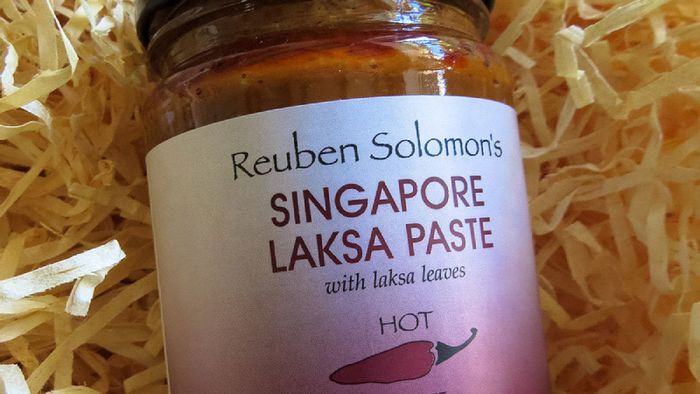 Reuben Solomon's
SINGAPORE
LAKSA PASTE
with laksa leaves
HOT